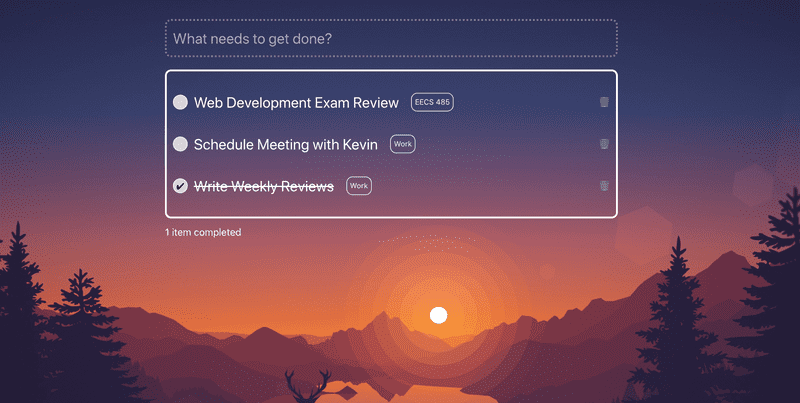 What needs to get done?
Web Development Exam Review EECS 485
Schedule Meeting with Kevin Work
Write Weekly Reviews Work
1 item completed